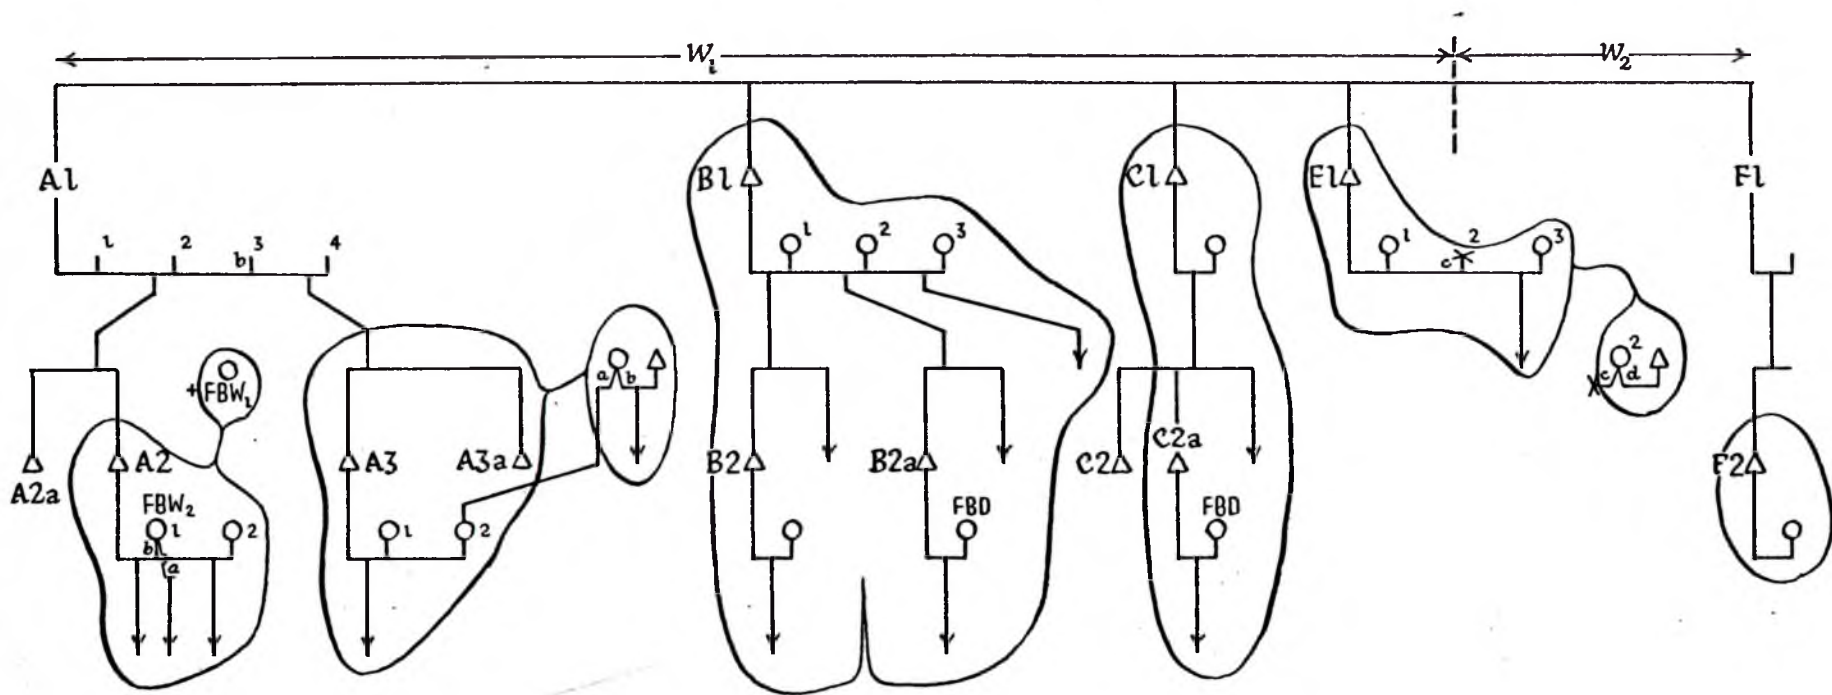 W₁ W₂
A1 B1 C1 E1 F1
1 2 b 3 4 1 2 3 1 2 c 3
a b 2 c d
+ FBW₁
A2a A2 A3 A3a B2 B2a C2 C2a F2
FBW₂ FBD FBD
1 2 1 2
b
a